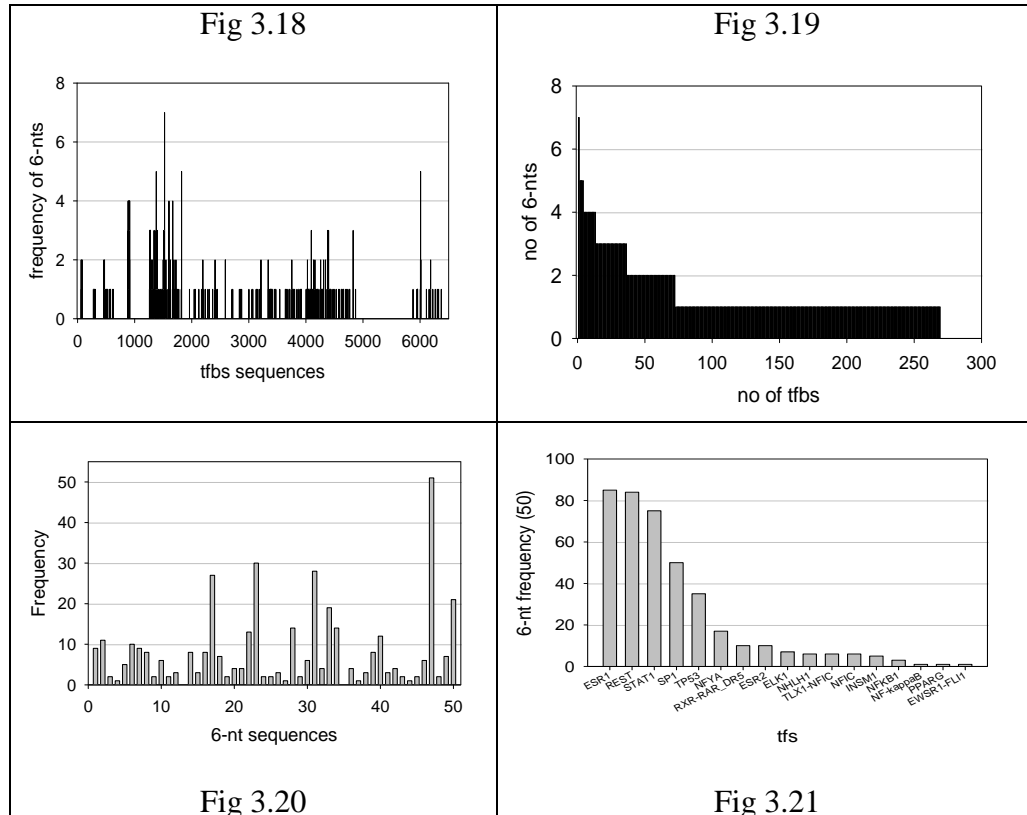 Fig 3.18
8
6
4
2
0
frequency of 6-nts
0 1000 2000 3000 4000 5000 6000
tfbs sequences
Fig 3.19
8
6
4
2
0
no of 6-nts
0 50 100 150 200 250 300
no of tfbs
50
40
30
20
10
0
Frequency
0 10 20 30 40 50
6-nt sequences
Fig 3.20
100
80
60
40
20
0
6-nt frequency (50)
ESR1
REST
STAT1
SP1
TP53
NFYA
RXR-RAR_DR5
ESR2
ELK1
NHLH1
TLX1-NFIC
NFIC
INSM1
NFKB1
NF-kappaB
PPARG
EWSR1-FLI1
tfs
Fig 3.21